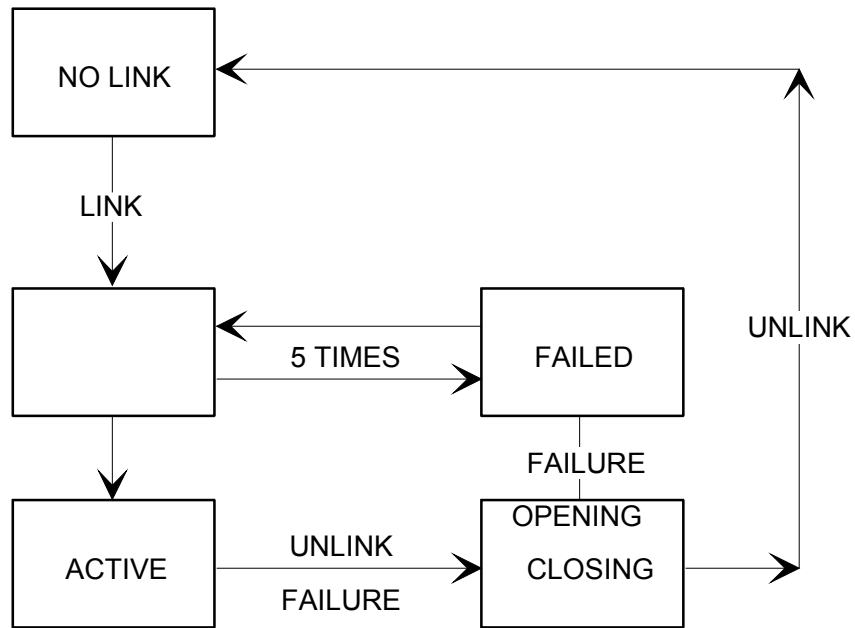 NO LINK
LINK
5 TIMES
FAILED
UNLINK
FAILURE
OPENING
ACTIVE
UNLINK
FAILURE
CLOSING